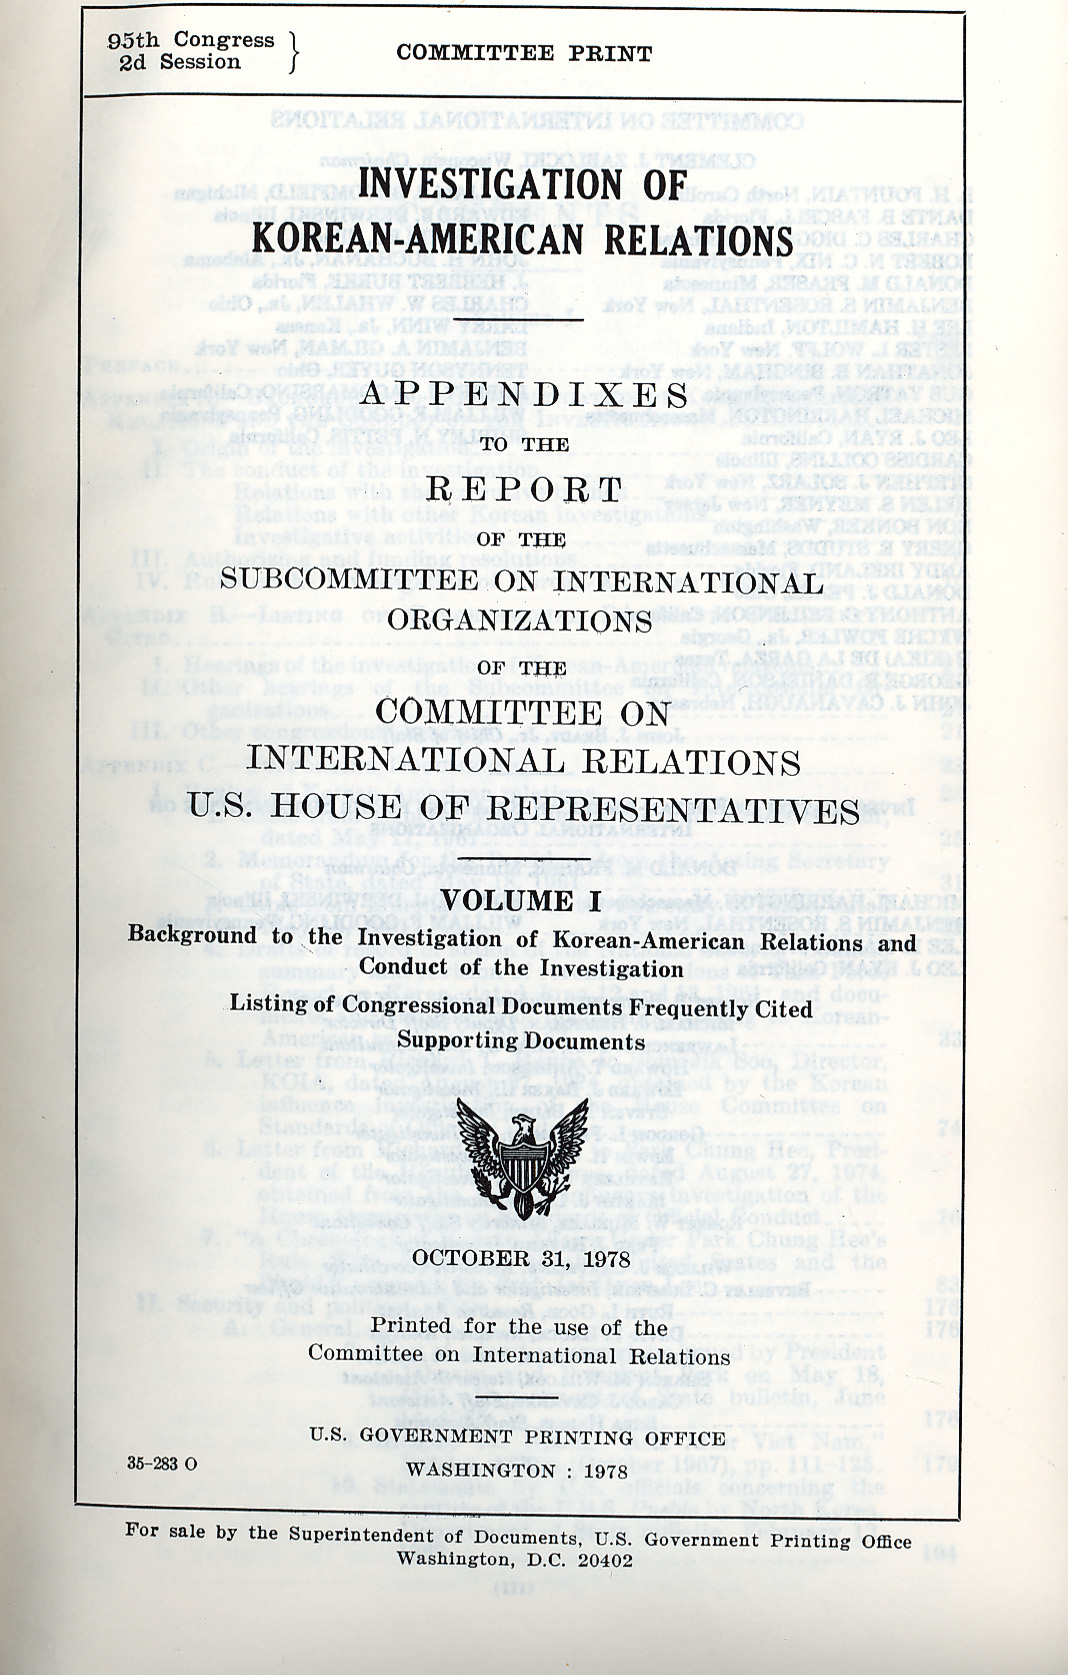 95th Congress
2d Session
COMMITTEE PRINT
INVESTIGATION OF
KOREAN-AMERICAN RELATIONS
APPENDIXES
TO THE
REPORT
OF THE
SUBCOMMITTEE ON INTERNATIONAL
ORGANIZATIONS
OF THE
COMMITTEE ON
INTERNATIONAL RELATIONS
U.S. HOUSE OF REPRESENTATIVES
VOLUME I
Background to the Investigation of Korean-American Relations and
Conduct of the Investigation
Listing of Congressional Documents Frequently Cited
Supporting Documents
OCTOBER 31, 1978
Printed for the use of the
Committee on International Relations
U.S. GOVERNMENT PRINTING OFFICE
35-283 O
WASHINGTON : 1978
For sale by the Superintendent of Documents, U.S. Government Printing Office
Washington, D.C. 20402